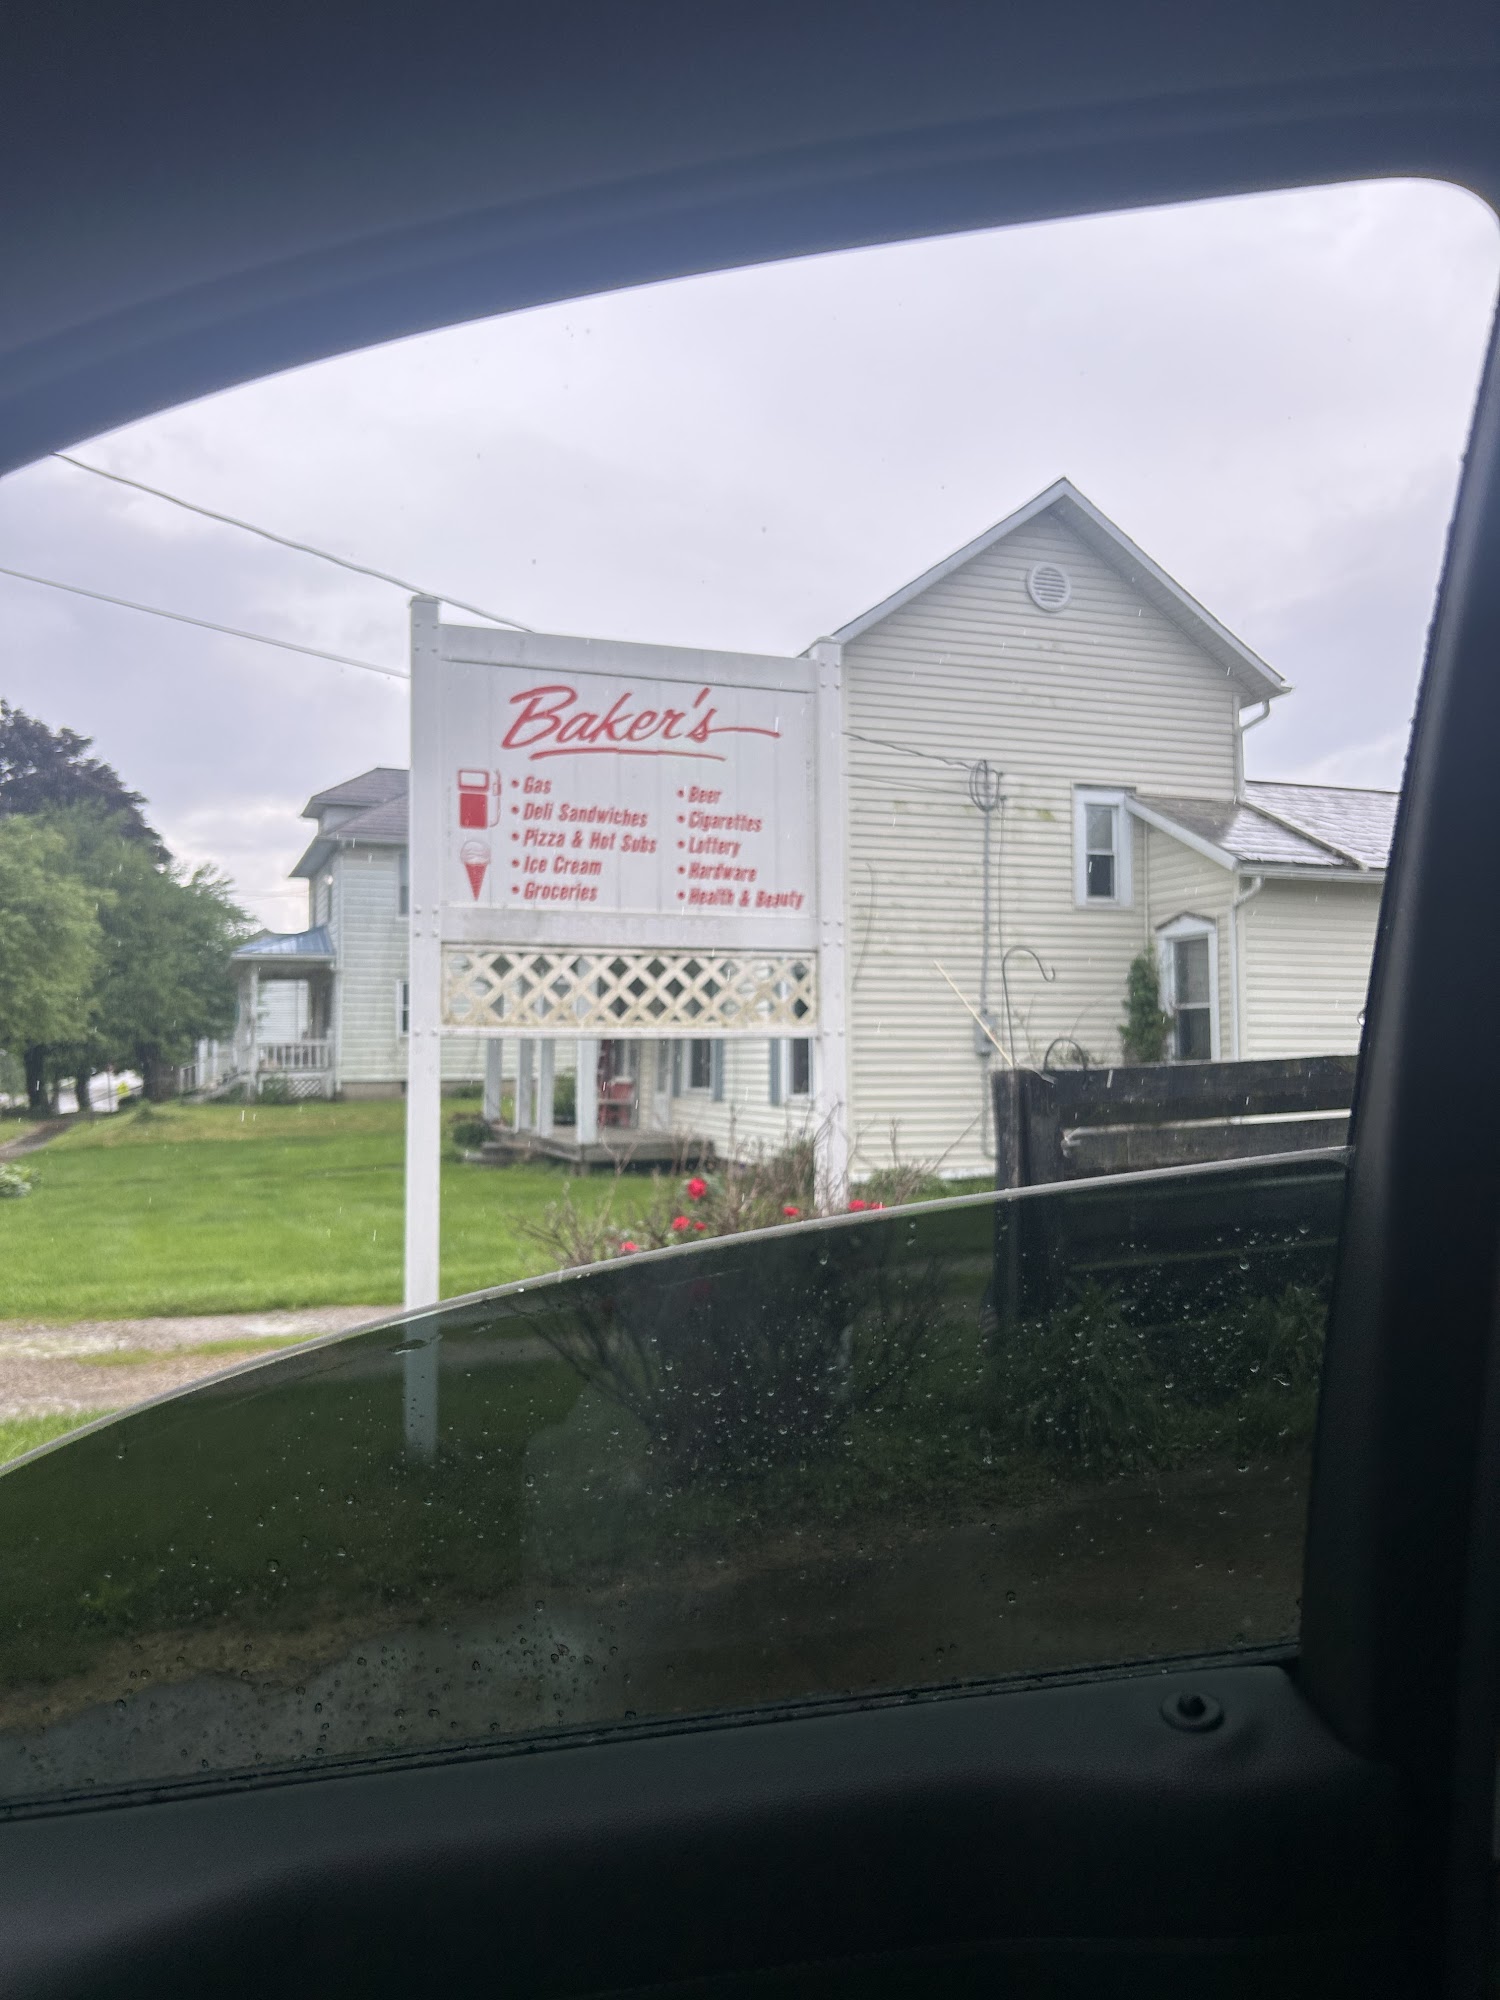 Baker's
• Gas
• Deli Sandwiches
• Pizza & Hot Subs
• Ice Cream
• Groceries
• Beer
• Cigarettes
• Lottery
• Hardware
• Health & Beauty